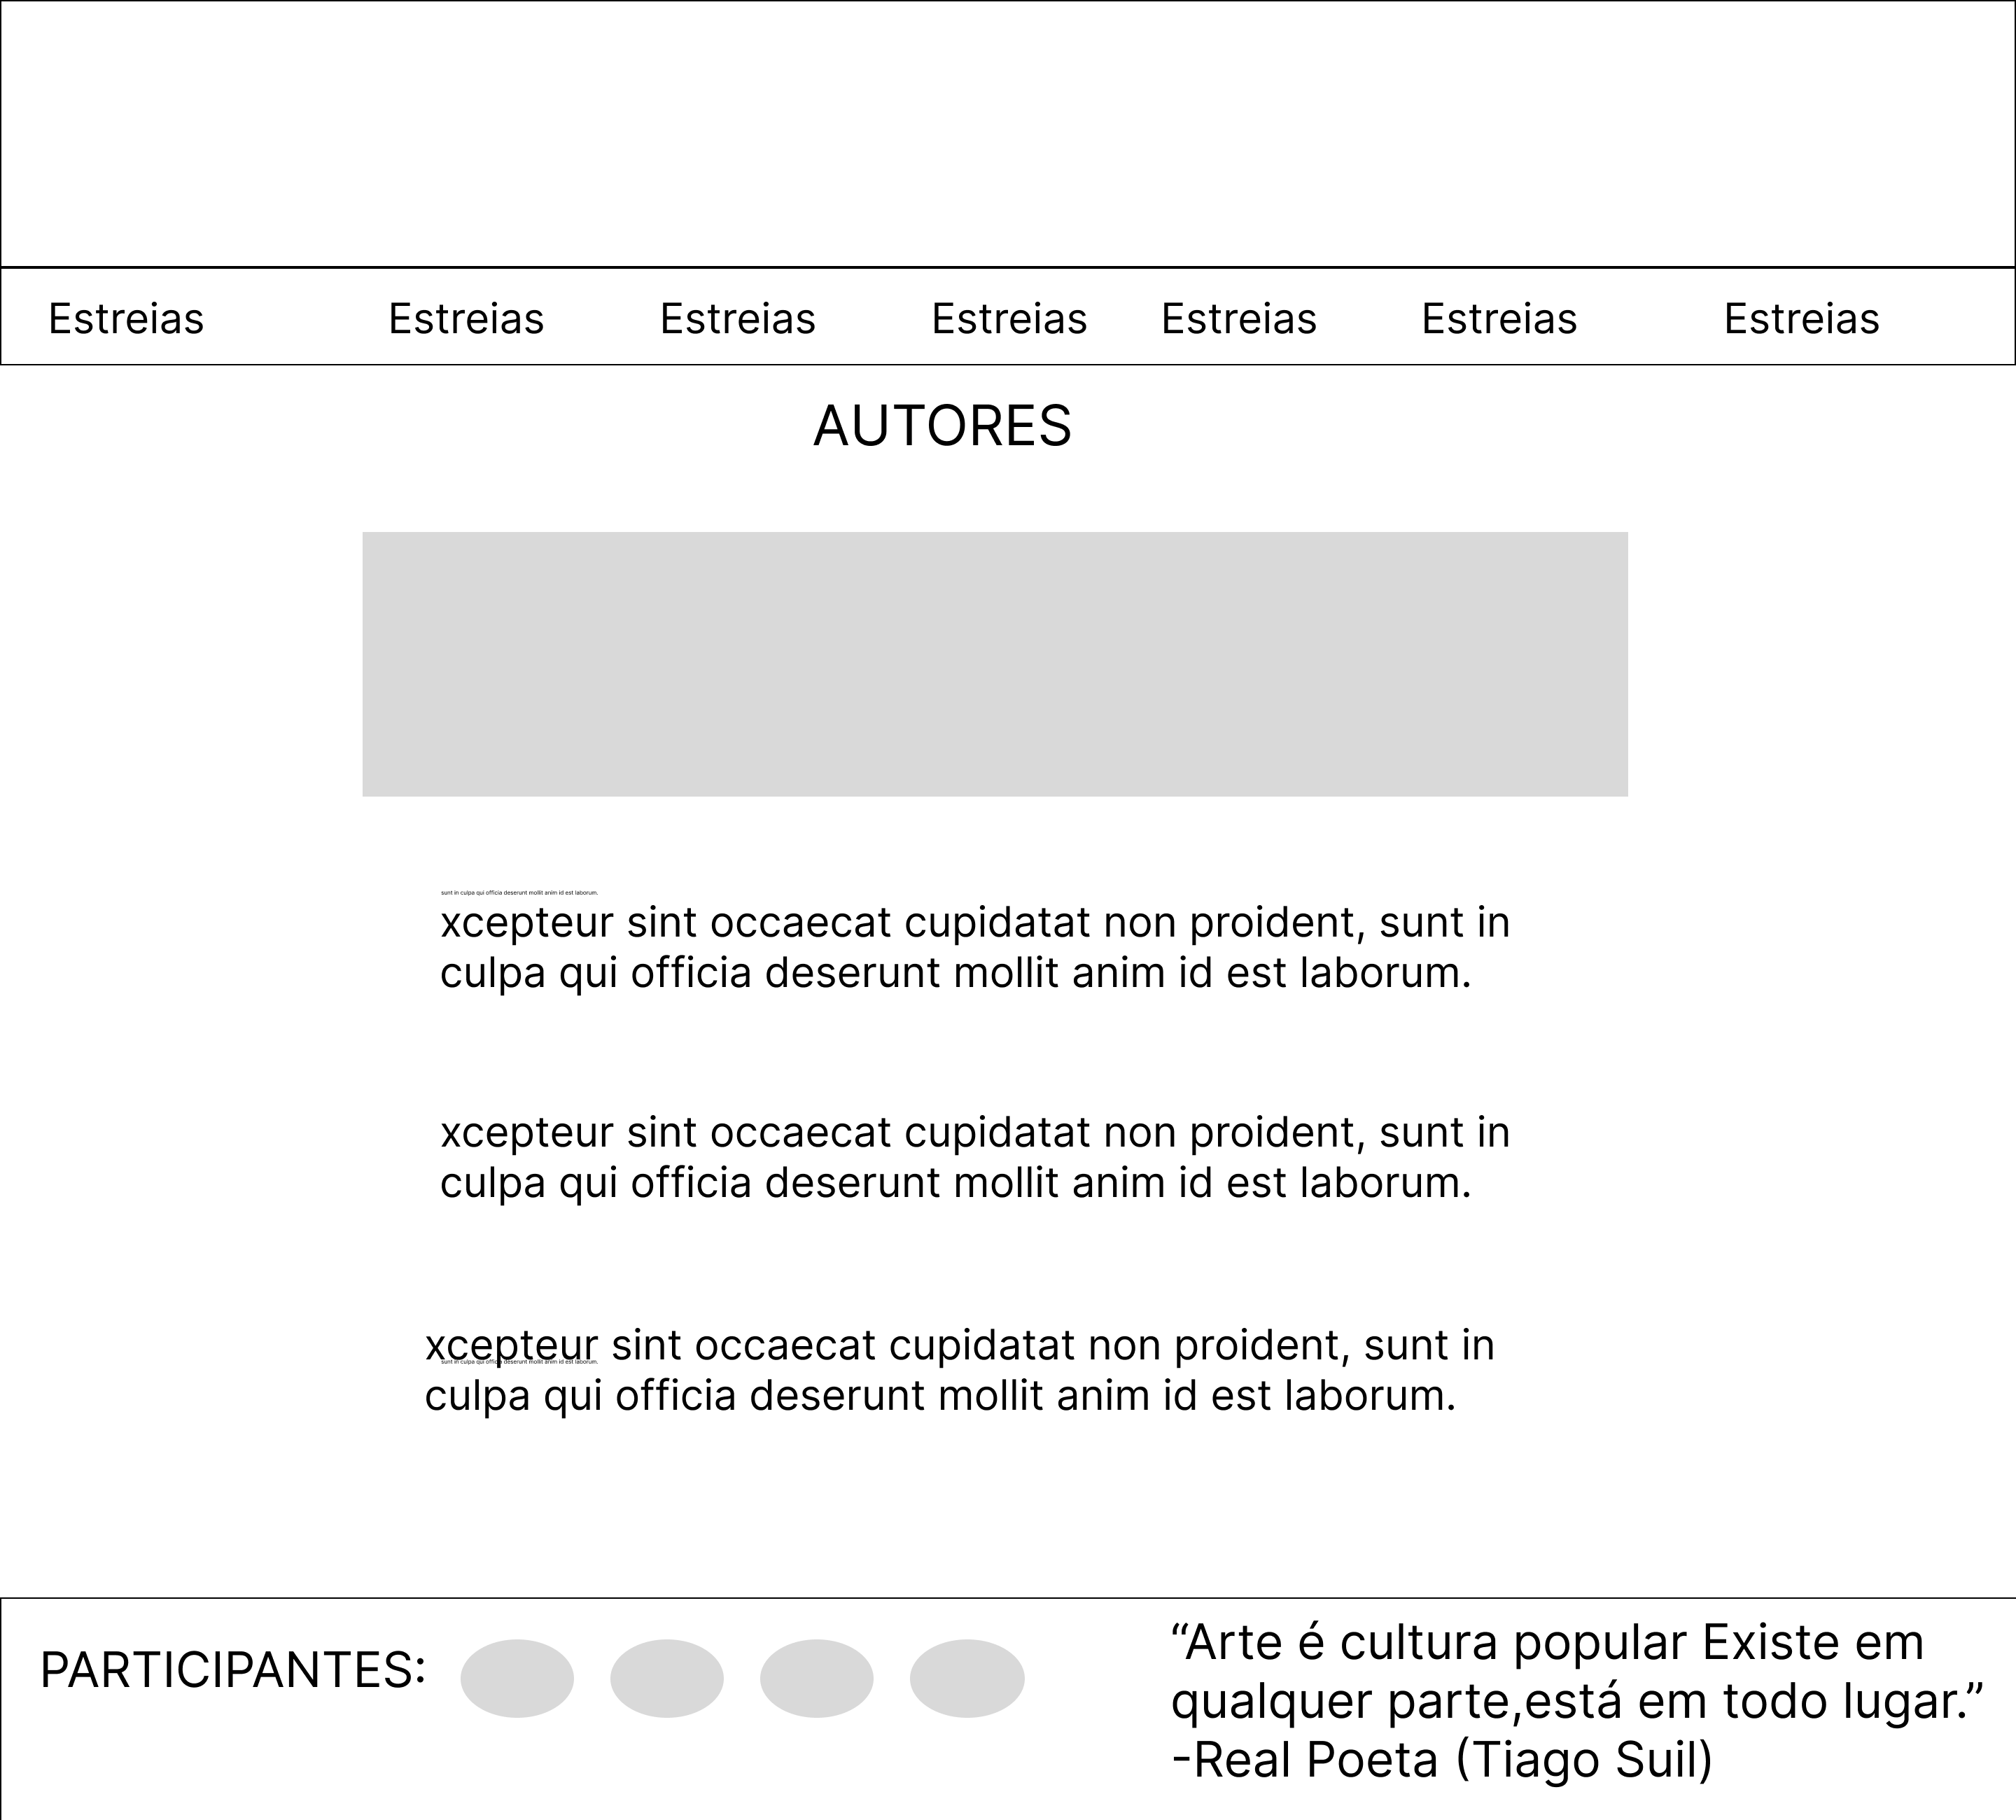 Estreias Estreias Estreias Estreias Estreias Estreias Estreias
AUTORES
sunt in culpa qui officia deserunt mollit anim id est laborum.
xcepteur sint occaecat cupidatat non proident, sunt in
culpa qui officia deserunt mollit anim id est laborum.
xcepteur sint occaecat cupidatat non proident, sunt in
culpa qui officia deserunt mollit anim id est laborum.
xcepteur sint occaecat cupidatat non proident, sunt in
sunt in culpa qui officia deserunt mollit anim id est laborum.
culpa qui officia deserunt mollit anim id est laborum.
PARTICIPANTES:
“Arte é cultura popular Existe em
qualquer parte,está em todo lugar.”
-Real Poeta (Tiago Suil)